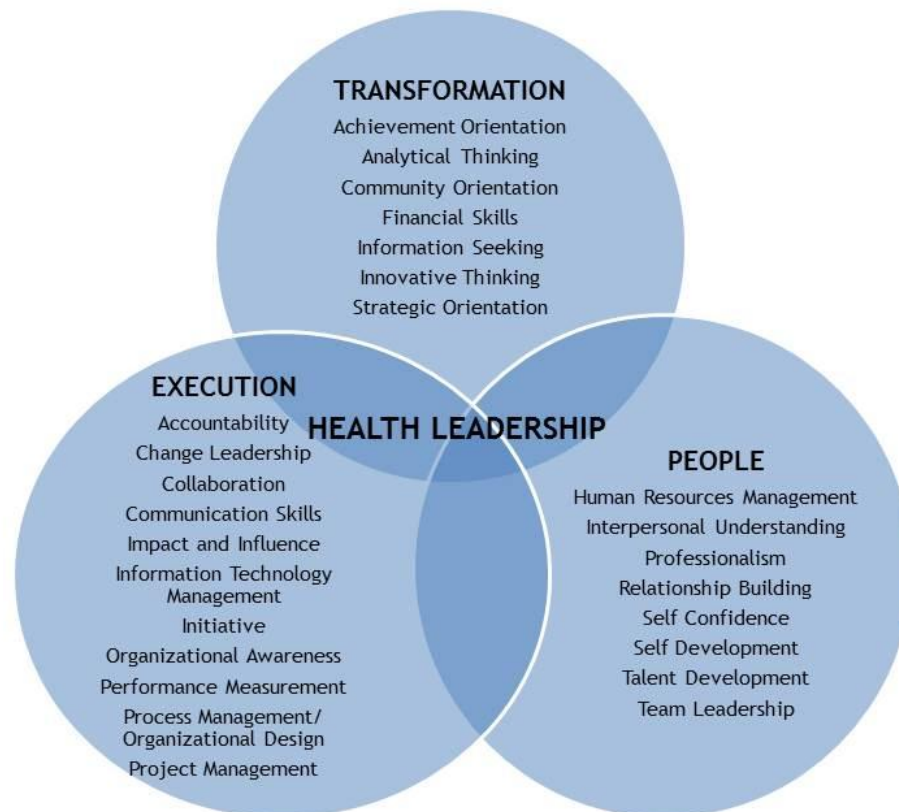 TRANSFORMATION
Achievement Orientation
Analytical Thinking
Community Orientation
Financial Skills
Information Seeking
Innovative Thinking
Strategic Orientation
EXECUTION
Accountability
Change Leadership
Collaboration
Communication Skills
Impact and Influence
Information Technology
Management
Initiative
Organizational Awareness
Performance Measurement
Process Management/
Organizational Design
Project Management
HEALTH LEADERSHIP
PEOPLE
Human Resources Management
Interpersonal Understanding
Professionalism
Relationship Building
Self Confidence
Self Development
Talent Development
Team Leadership